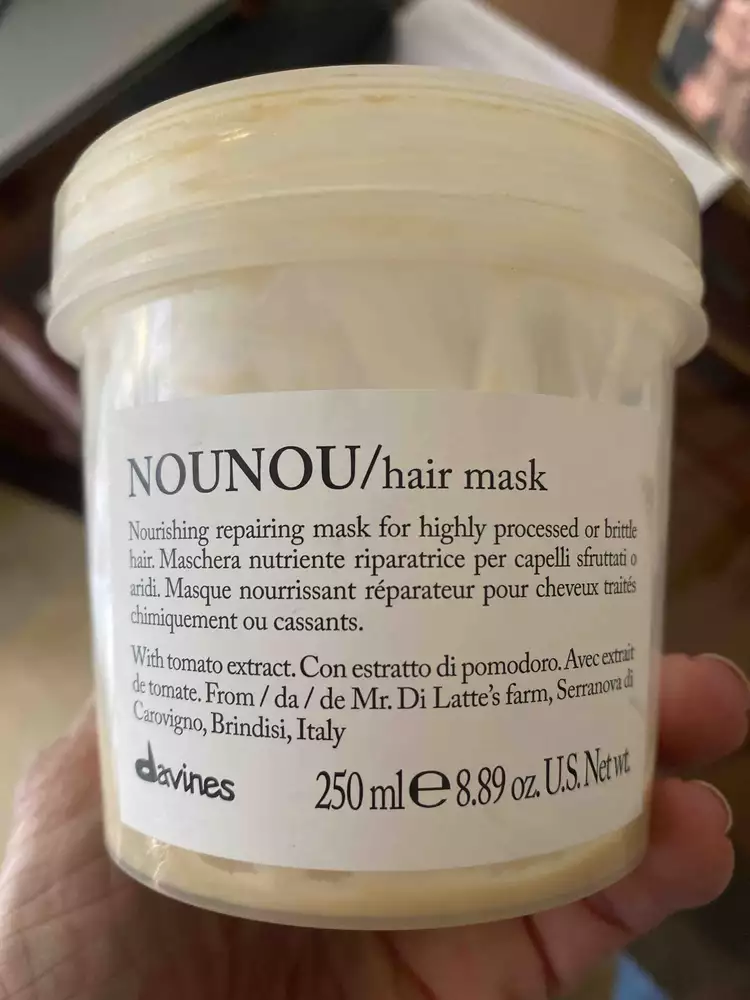 NOUNOU/hair mask
Nourishing repairing mask for highly processed or brittle
hair. Maschera nutriente riparatrice per capelli sfruttati o
aridi. Masque nourrissant réparateur pour cheveux traités
chimiquement ou cassants.
With tomato extract. Con estratto di pomodoro. Avec extrait
de tomate. From / da / de Mr. Di Latte's farm, Serranova di
Carovigno, Brindisi, Italy
davines 250 ml℮8.89 oz. U.S. Net wt.